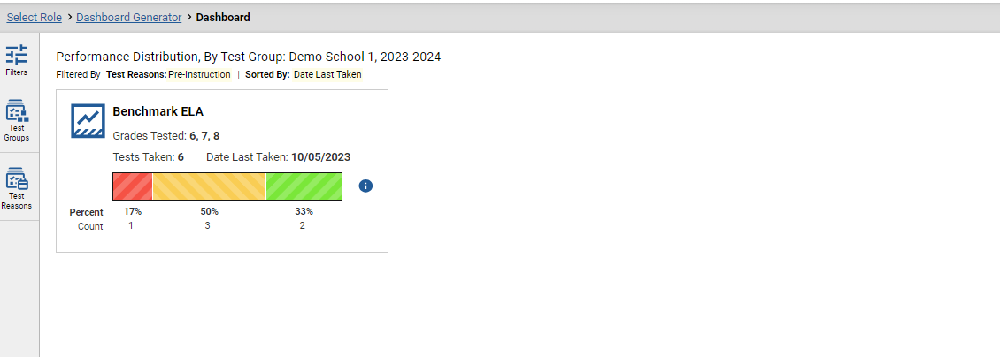 Select Role > Dashboard Generator > Dashboard
Filters
Test
Groups
Test
Reasons
Performance Distribution, By Test Group: Demo School 1, 2023-2024
Filtered By Test Reasons: Pre-Instruction | Sorted By: Date Last Taken
Benchmark ELA
Grades Tested: 6, 7, 8
Tests Taken: 6 Date Last Taken: 10/05/2023
Percent 17% 50% 33%
Count 1 3 2